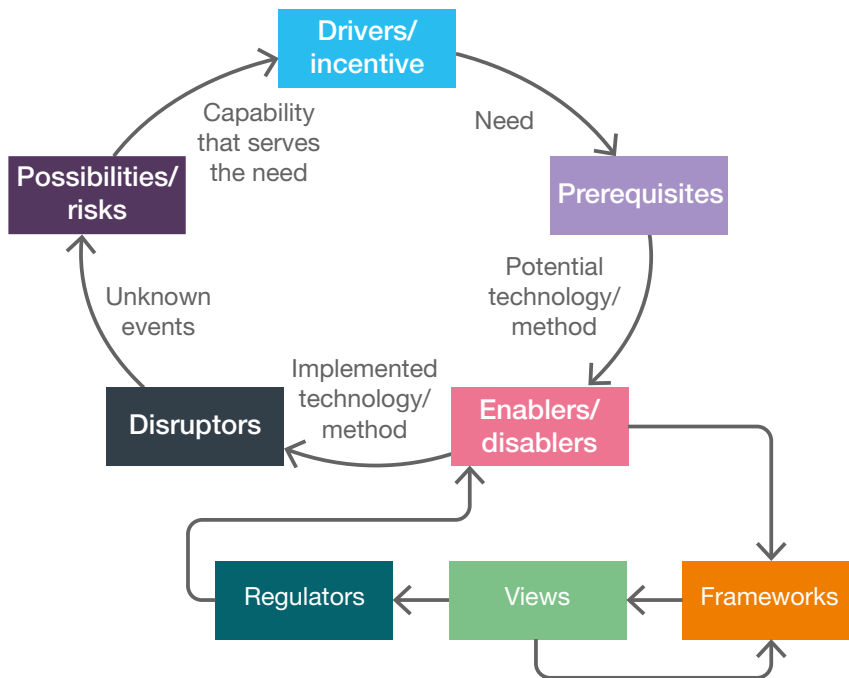 Drivers/
incentive
Capability
that serves
the need
Need
Possibilities/
risks
Prerequisites
Potential
technology/
method
Unknown
events
Implemented
technology/
method
Disruptors
Enablers/
disablers
Regulators
Views
Frameworks